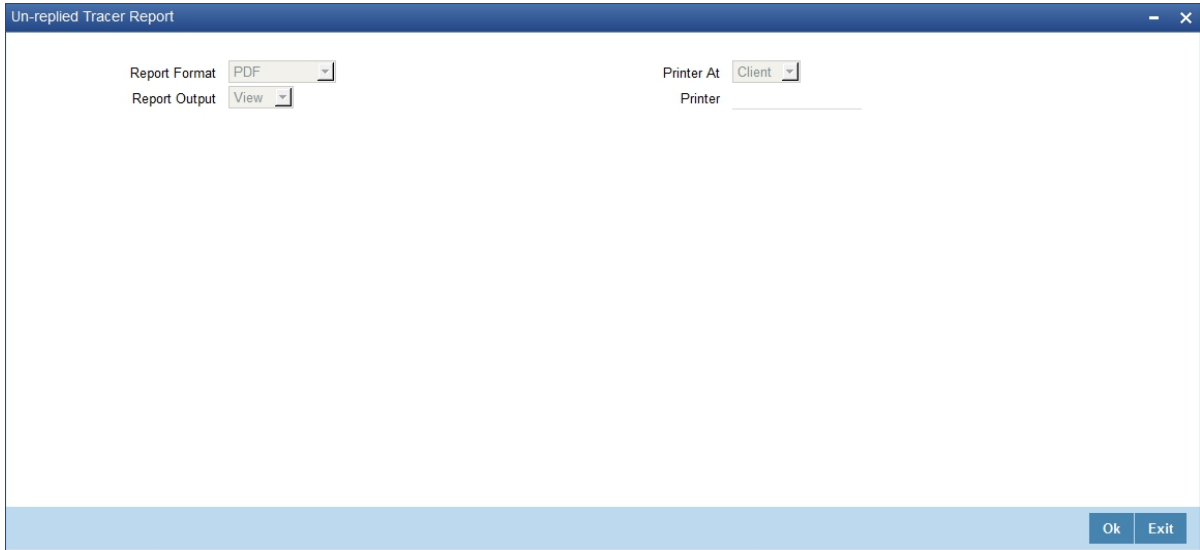 Un-replied Tracer Report
Report Format PDF Printer At Client
Report Output View Printer
Ok Exit